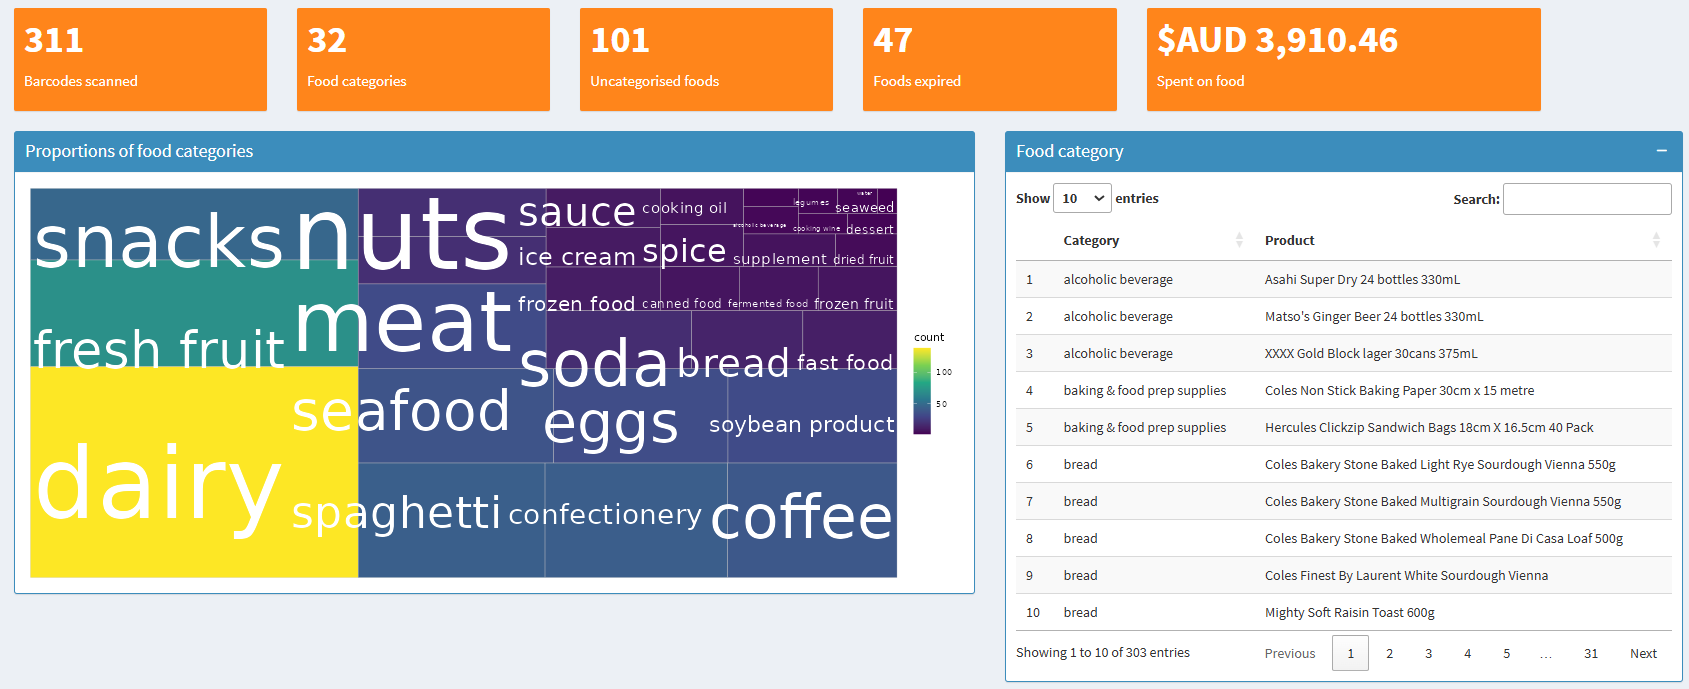 311
Barcodes scanned
32
Food categories
101
Uncategorised foods
47
Foods expired
$AUD 3,910.46
Spent on food
Proportions of food categories
snacks
nuts
sauce
cooking oil
legumes
water
seaweed
alcoholic beverage
cooking wine
dessert
ice cream
spice
supplement
dried fruit
fresh fruit
meat
frozen food
canned food
fermented food
frozen fruit
soda
bread
fast food
dairy
seafood
eggs
soybean product
spaghetti
confectionery
coffee
count
100
50
Food category
−
Show 10 entries
Search:
Category Product
1 alcoholic beverage Asahi Super Dry 24 bottles 330mL
2 alcoholic beverage Matso's Ginger Beer 24 bottles 330mL
3 alcoholic beverage XXXX Gold Block lager 30cans 375mL
4 baking & food prep supplies Coles Non Stick Baking Paper 30cm x 15 metre
5 baking & food prep supplies Hercules Clickzip Sandwich Bags 18cm X 16.5cm 40 Pack
6 bread Coles Bakery Stone Baked Light Rye Sourdough Vienna 550g
7 bread Coles Bakery Stone Baked Multigrain Sourdough Vienna 550g
8 bread Coles Bakery Stone Baked Wholemeal Pane Di Casa Loaf 500g
9 bread Coles Finest By Laurent White Sourdough Vienna
10 bread Mighty Soft Raisin Toast 600g
Showing 1 to 10 of 303 entries
Previous 1 2 3 4 5 … 31 Next